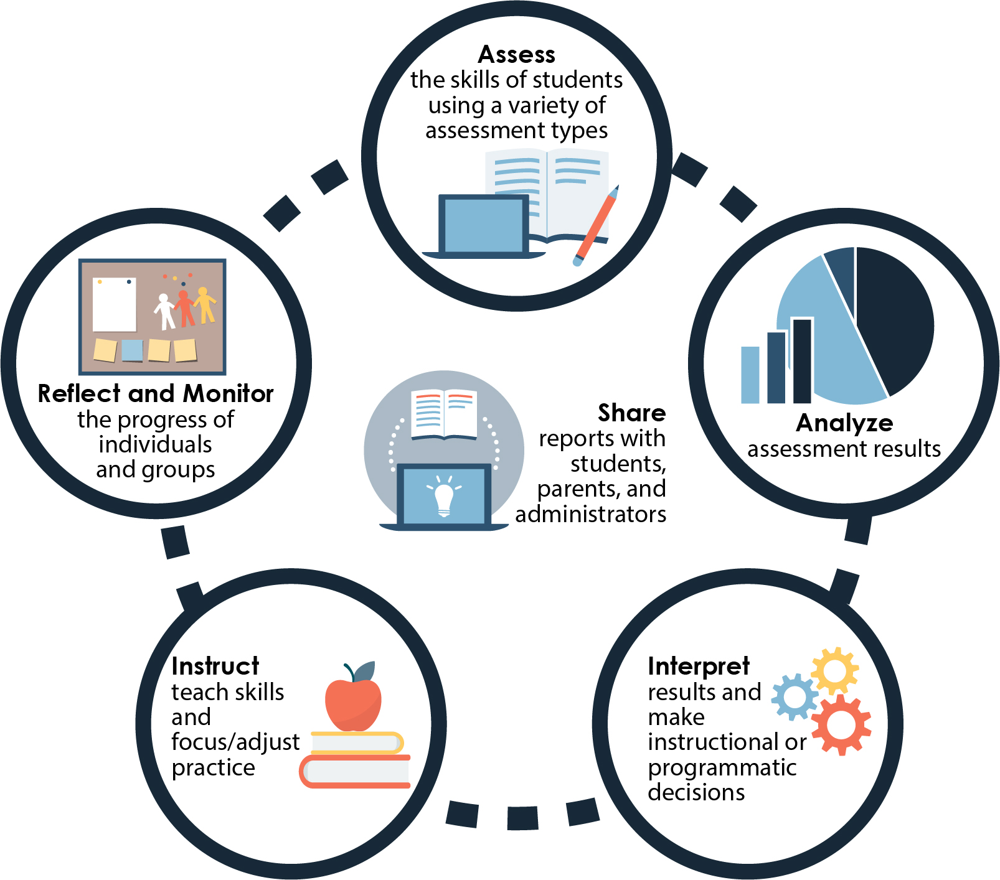 Assess
the skills of students
using a variety of
assessment types
Analyze
assessment results
Interpret
results and
make
instructional or
programmatic
decisions
Instruct
teach skills
and
focus/adjust
practice
Reflect and Monitor
the progress of
individuals
and groups
Share
reports with
students,
parents, and
administrators